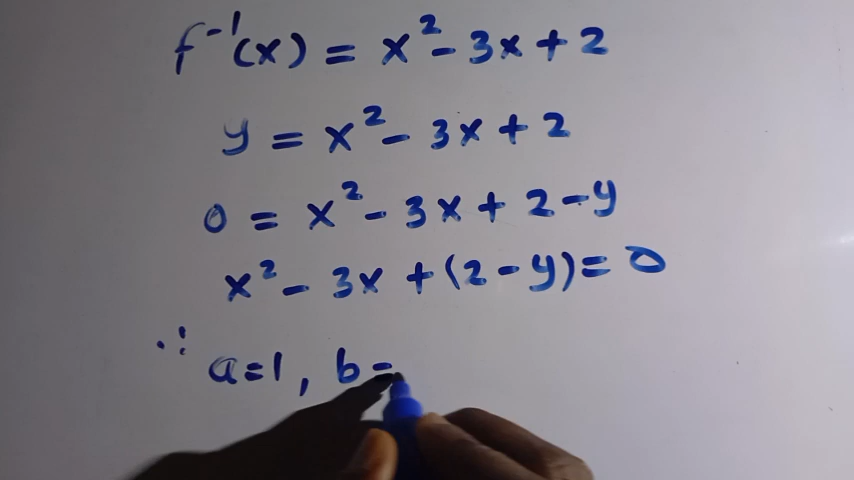 f⁻¹(x) = x² - 3x + 2
y = x² - 3x + 2
0 = x² - 3x + 2 - y
x² - 3x + (2 - y) = 0
∴ a = 1, b =